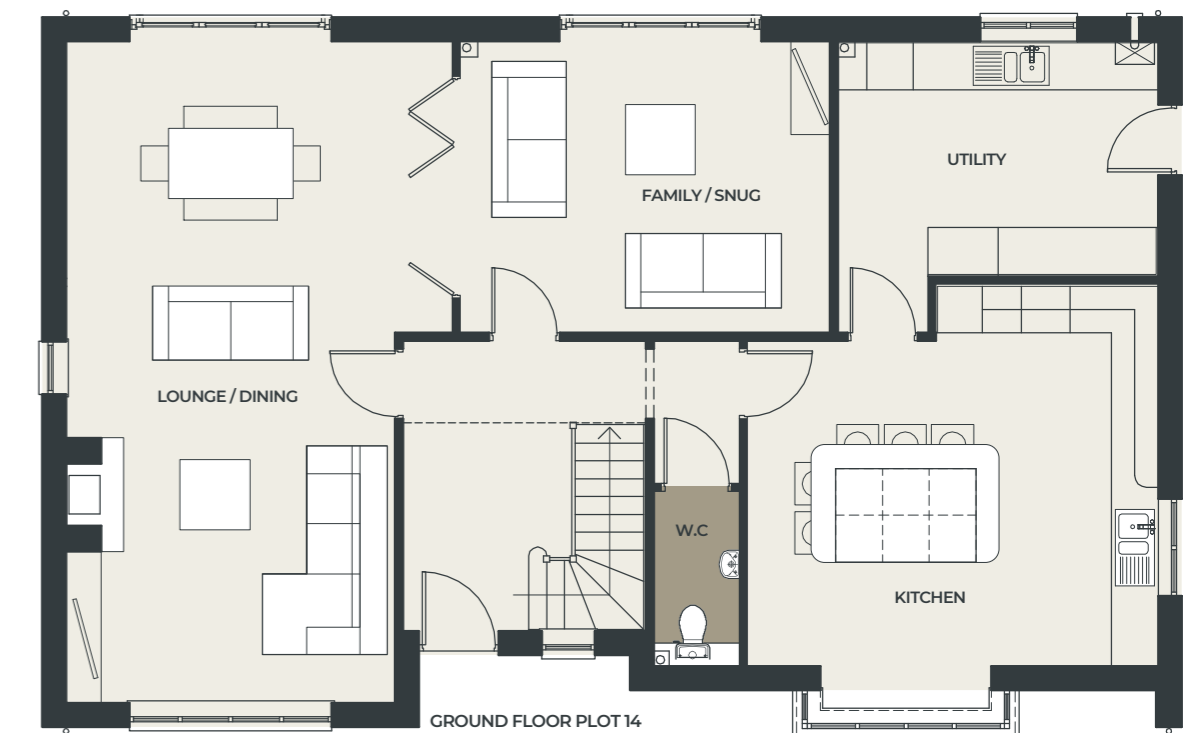 UTILITY
FAMILY / SNUG
LOUNGE / DINING
W.C
KITCHEN
GROUND FLOOR PLOT 14